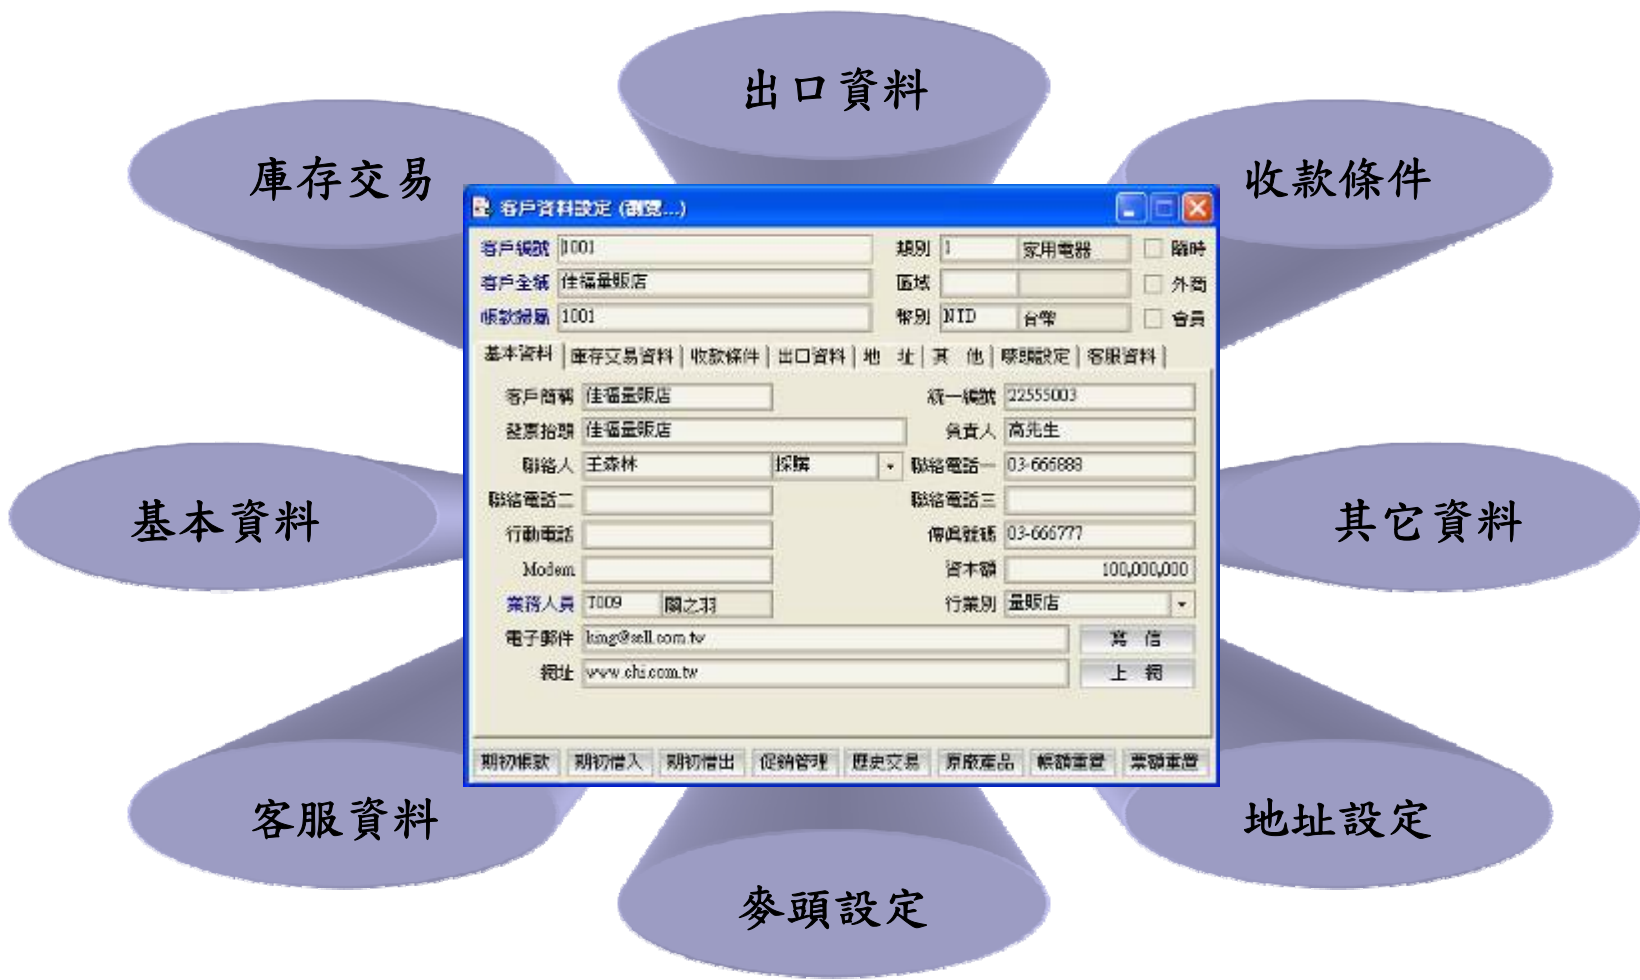 出口資料
庫存交易
收款條件
客戶資料設定 (瀏覽...)
客戶編號 1001 類別 1 家用電器 隨時
客戶全稱 佳福量販店 區域 外商
帳款歸屬 1001 幣別 NTD 台幣 會員
基本資料 庫存交易資料 收款條件 出口資料 地 址 其 他 嘜頭設定 客服資料
客戶簡稱 佳福量販店 統一編號 22555003
發票抬頭 佳福量販店 負責人 高先生
聯絡人 王森林 採購 聯絡電話一 03-666888
聯絡電話二 聯絡電話三
行動電話 傳真號碼 03-666777
Modem 資本額 100,000,000
業務人員 T009 關之羽 行業別 量販店
電子郵件 king@sell.com.tw 寫 信
網址 www.chi.com.tw 上 網
期初帳款 期初借入 期初借出 促銷管理 歷史交易 原廠產品 帳額重置 票額重置
基本資料
其它資料
客服資料
地址設定
麥頭設定